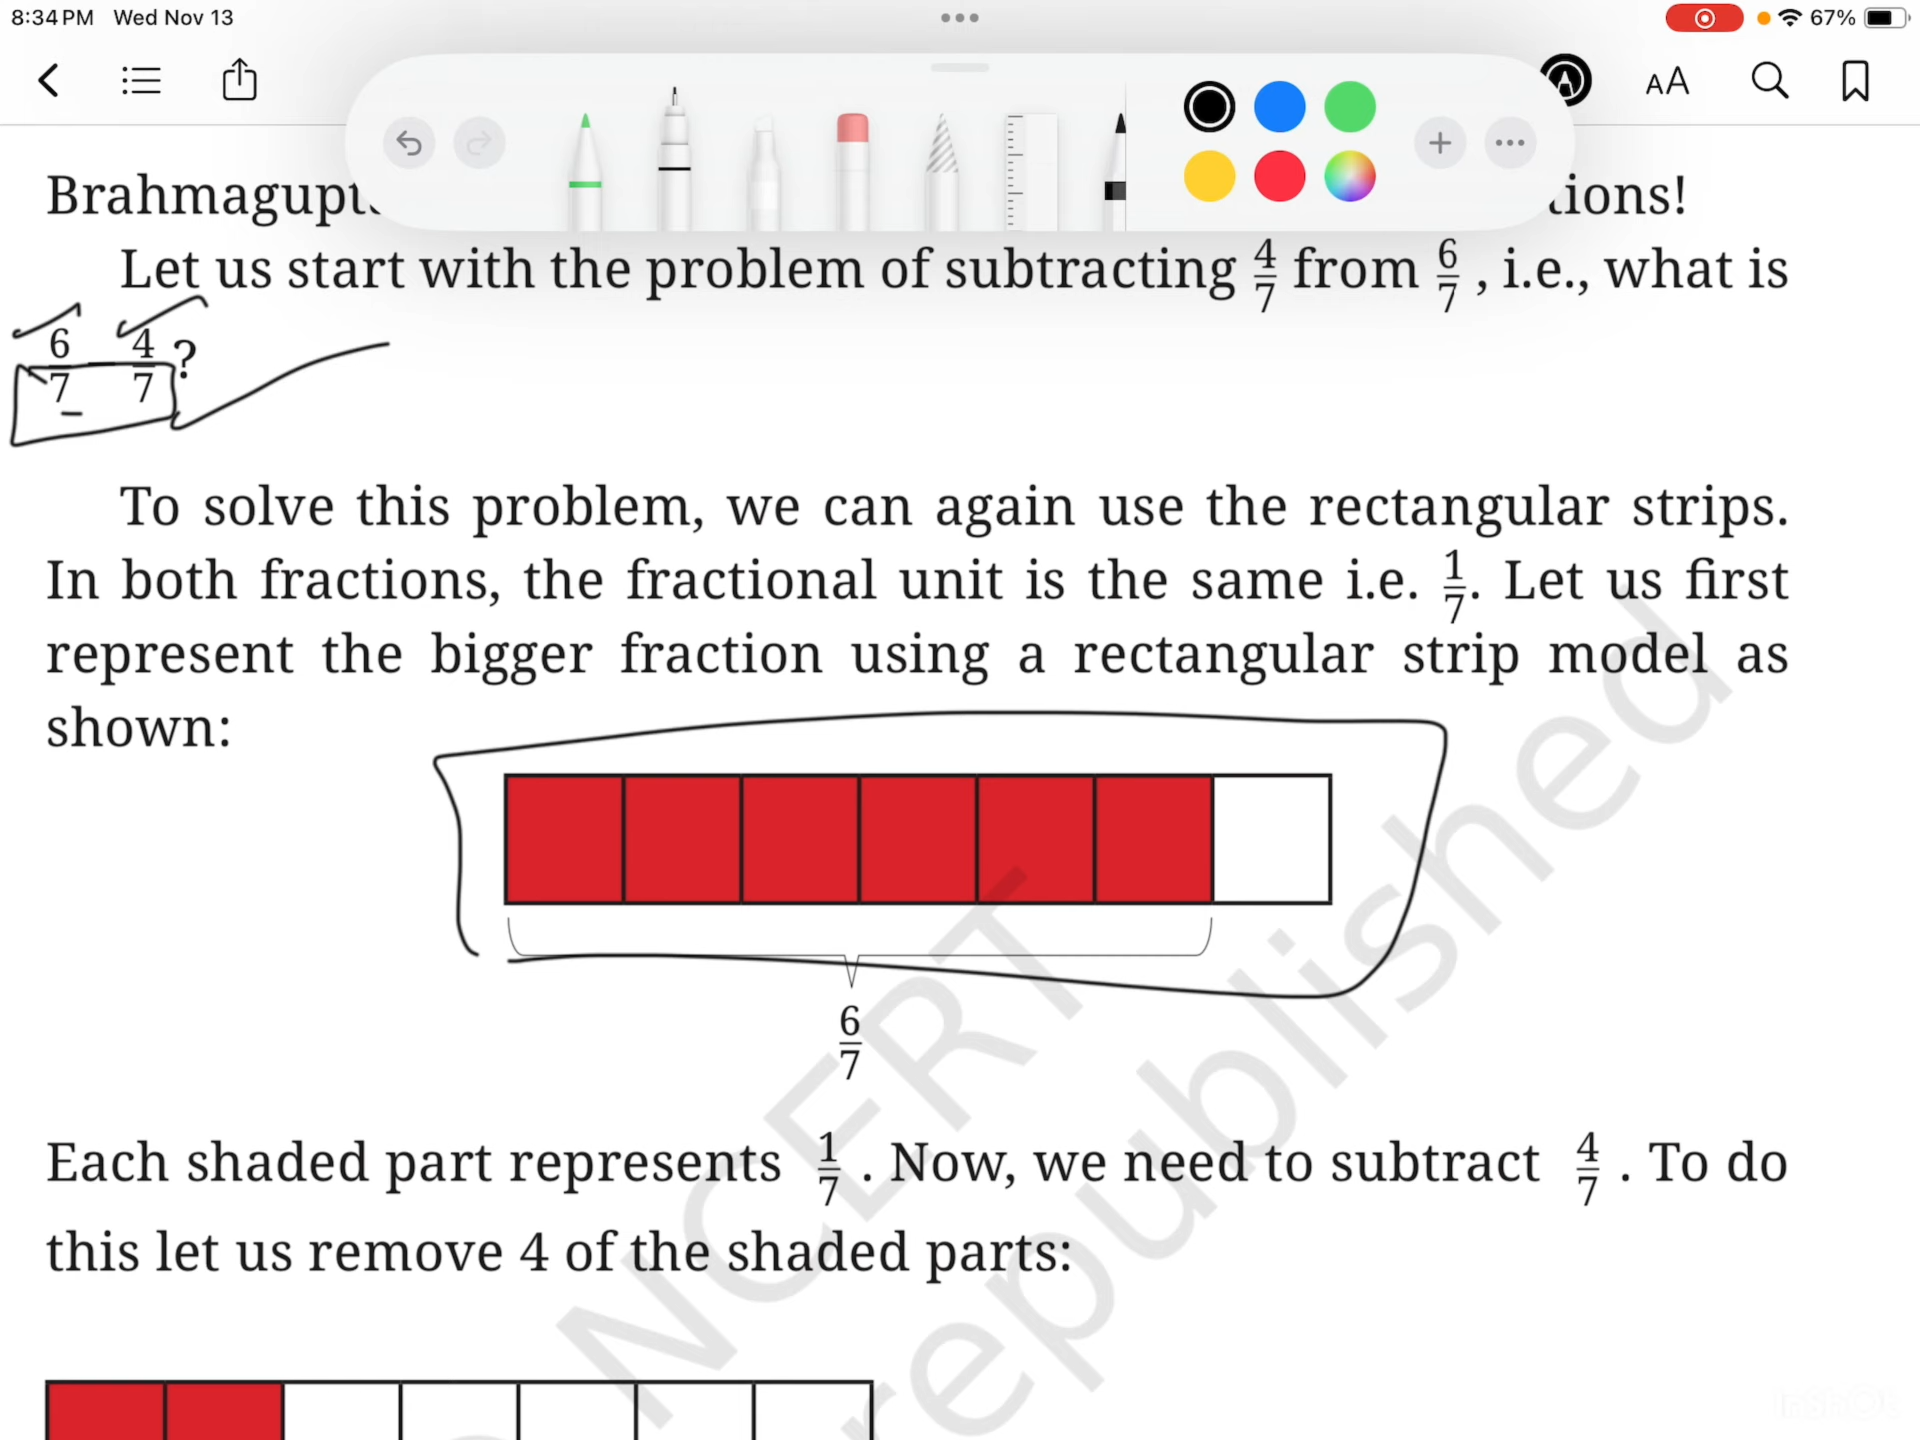 8:34 PM Wed Nov 13
67%
AA
Brahmagupt
tions!
Let us start with the problem of subtracting 4/7 from 6/7 , i.e., what is
6/7 – 4/7 ?
To solve this problem, we can again use the rectangular strips.
In both fractions, the fractional unit is the same i.e. 1/7. Let us first
represent the bigger fraction using a rectangular strip model as
shown:
6/7
Each shaded part represents 1/7 . Now, we need to subtract 4/7 . To do
this let us remove 4 of the shaded parts:
NCERT
republished
InShOt